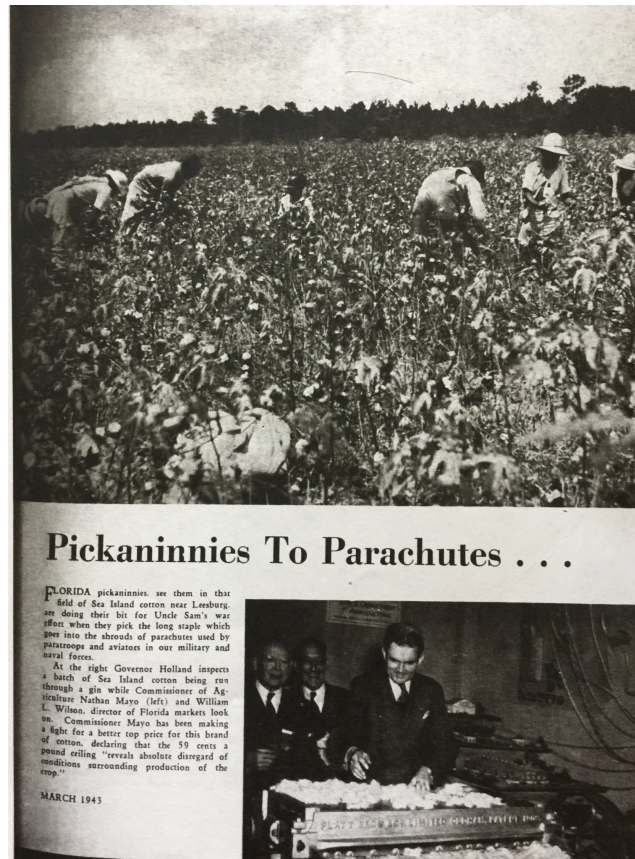 Pickaninnies To Parachutes . . .
FLORIDA pickaninnies, see them in that
field of Sea Island cotton near Leesburg,
are doing their bit for Uncle Sam's war
effort when they pick the long staple which
goes into the shrouds of parachutes used by
paratroops and aviators in our military and
naval forces.
At the right Governor Holland inspects
a batch of Sea Island cotton being run
through a gin while Commissioner of Ag-
riculture Nathan Mayo (left) and William
L. Wilson, director of Florida markets look
on. Commissioner Mayo has been making
a fight for a better top price for this brand
of cotton, declaring that the 59 cents a
pound ceiling "reveals absolute disregard of
conditions surrounding production of the
crop."
MARCH 1943
PLATT BROS LIMITED OLDHAM